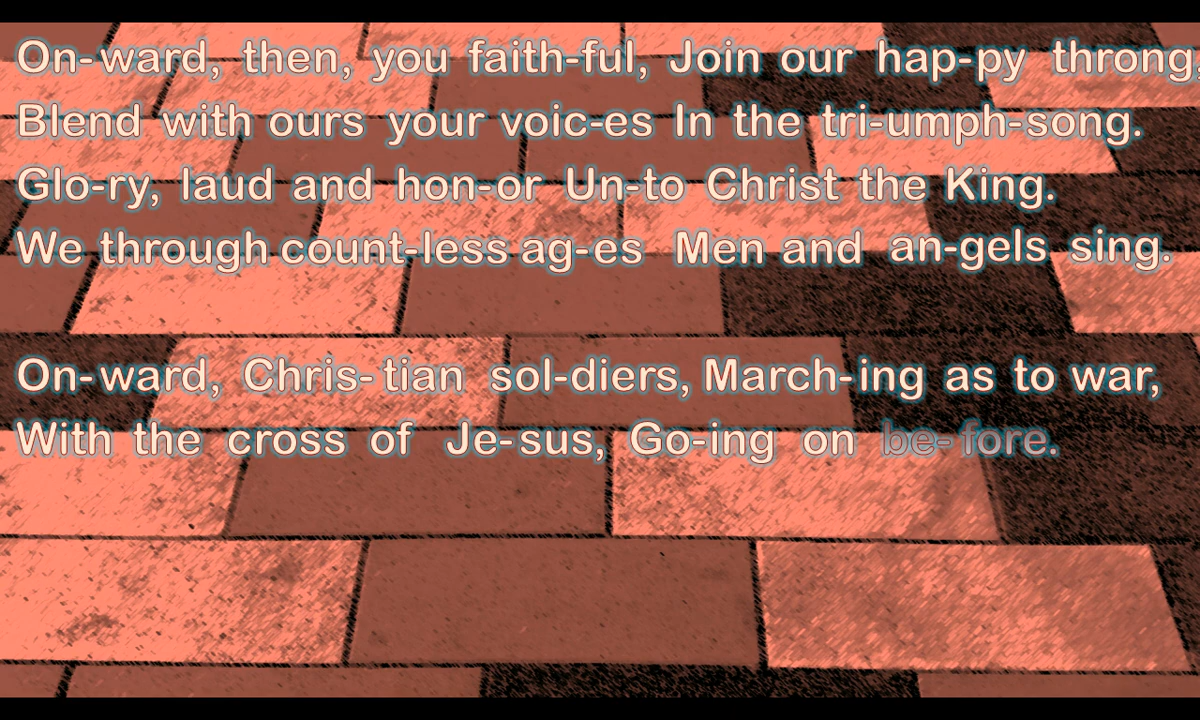 On-ward, then, you faith-ful, Join our hap-py throng;
Blend with ours your voic-es In the tri-umph-song.
Glo-ry, laud and hon-or Un-to Christ the King.
We through count-less ag-es Men and an-gels sing.
On-ward, Chris-tian sol-diers, March-ing as to war,
With the cross of Je-sus, Go-ing on be-fore.